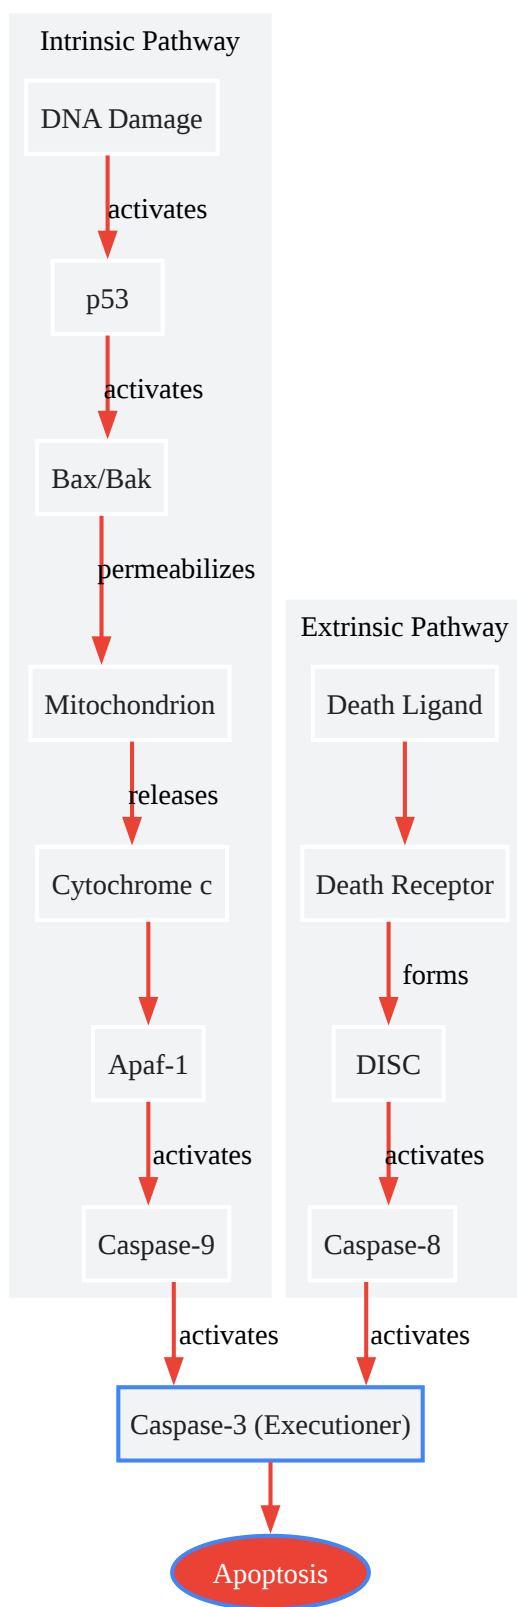 Intrinsic Pathway
DNA Damage
activates
p53
activates
Bax/Bak
permeabilizes
Mitochondrion
releases
Cytochrome c
Apaf-1
activates
Caspase-9
activates
Extrinsic Pathway
Death Ligand
Death Receptor
forms
DISC
activates
Caspase-8
activates
Caspase-3 (Executioner)
Apoptosis